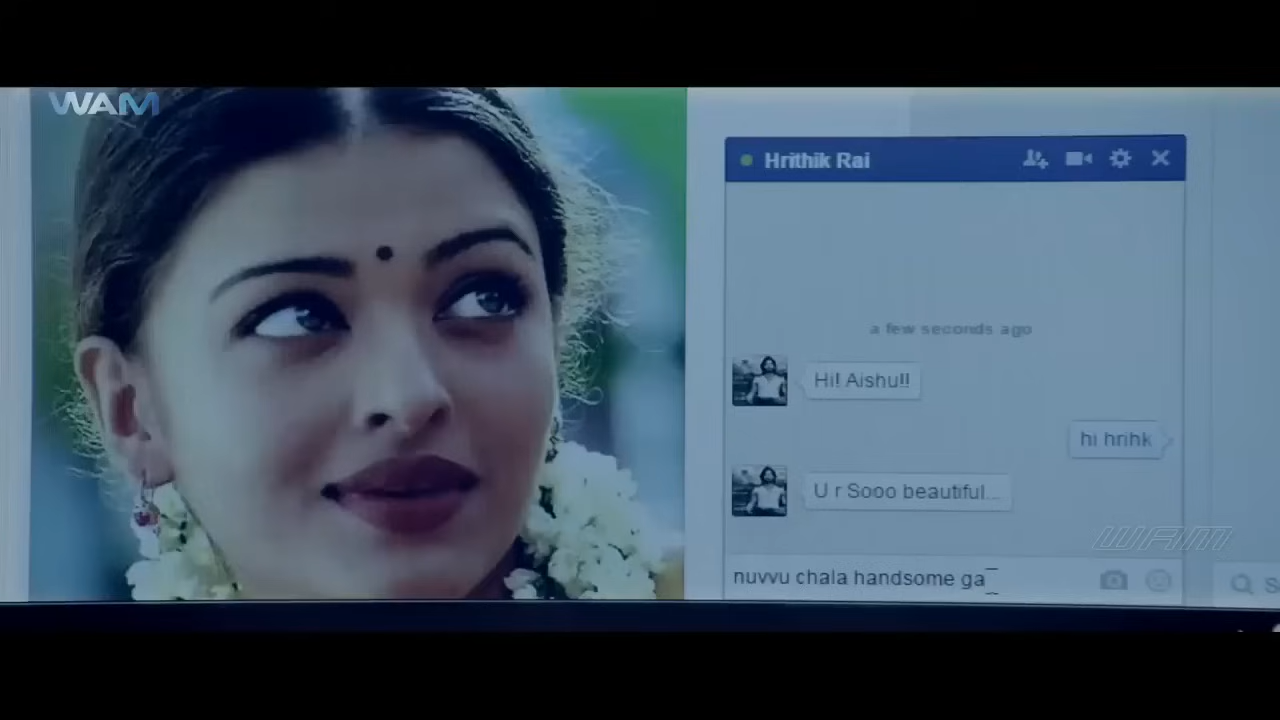 WAM
Hrithik Rai
a few seconds ago
Hi! Aishu!!
hi hrihk
U r Sooo beautiful...
WAM
nuvvu chala handsome ga
S